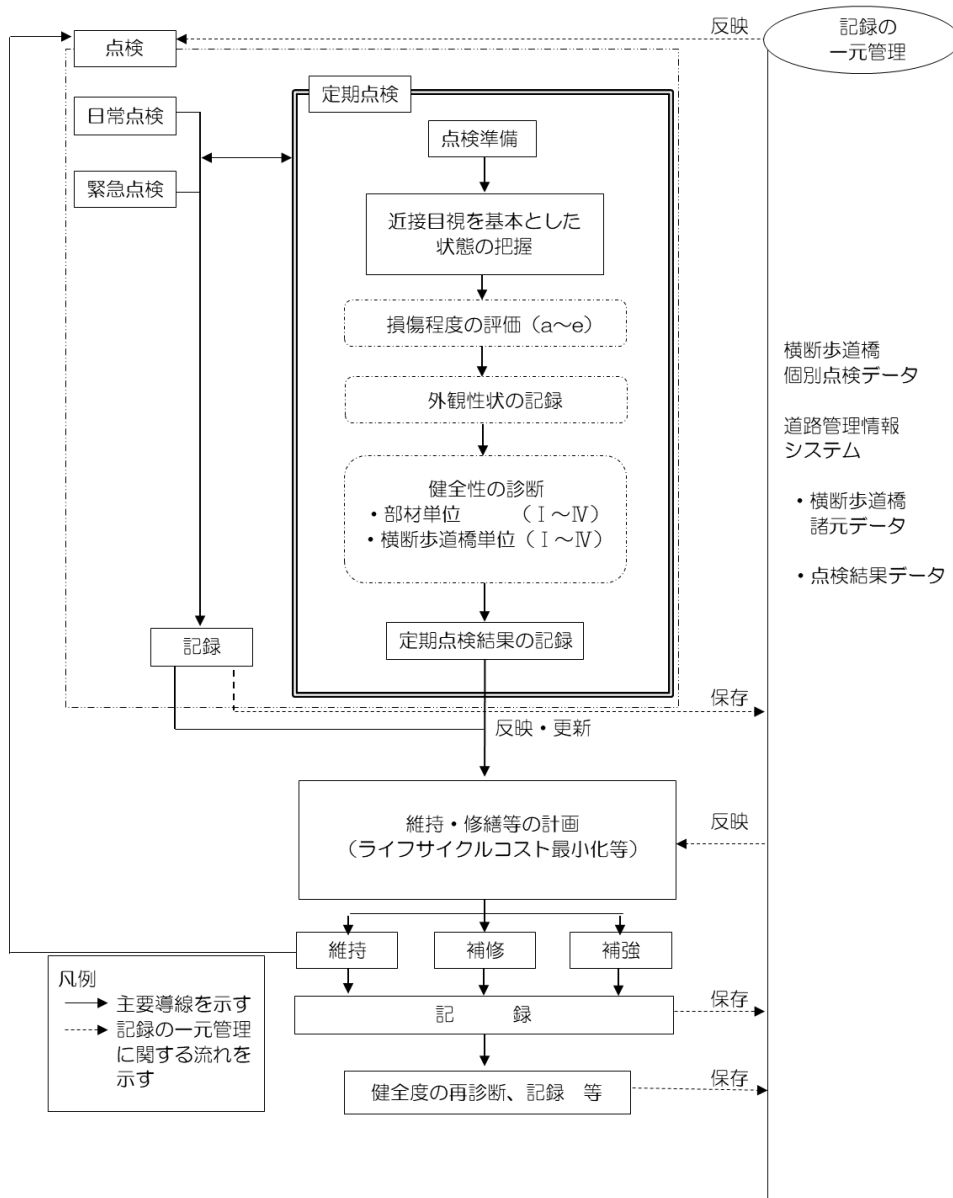 反映
記録の
一元管理
点検
定期点検
日常点検
点検準備
緊急点検
近接目視を基本とした
状態の把握
損傷程度の評価（a～e）
外観性状の記録
健全性の診断
・部材単位　　　（Ⅰ～Ⅳ）
・横断歩道橋単位（Ⅰ～Ⅳ）
定期点検結果の記録
記録
横断歩道橋
個別点検データ
道路管理情報
システム
・横断歩道橋
諸元データ
・点検結果データ
保存
反映・更新
維持・修繕等の計画
（ライフサイクルコスト最小化等）
反映
維持
補修
補強
記　　　録
保存
健全度の再診断、記録　等
保存
凡例
主要導線を示す
記録の一元管理
に関する流れを
示す